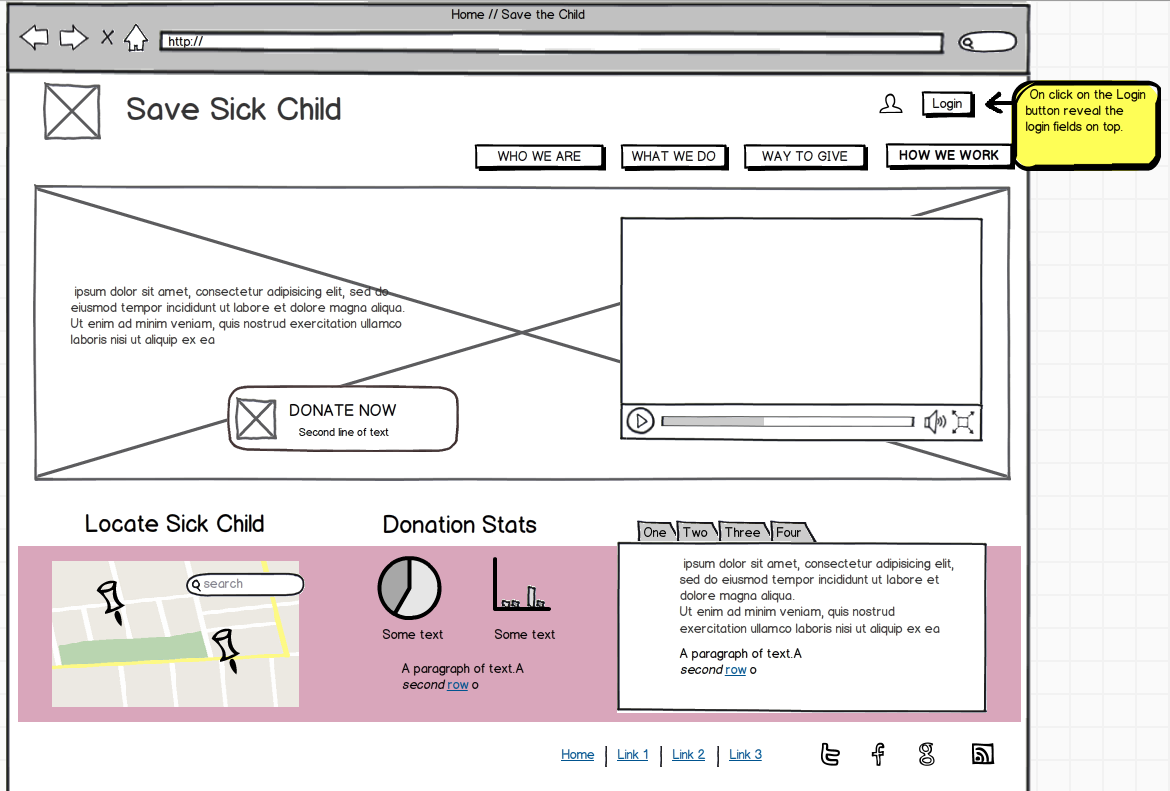 Home // Save the Child
http://
Save Sick Child
Login
On click on the Login
button reveal the
login fields on top.
WHO WE ARE
WHAT WE DO
WAY TO GIVE
HOW WE WORK
ipsum dolor sit amet, consectetur adipisicing elit, sed do
eiusmod tempor incididunt ut labore et dolore magna aliqua.
Ut enim ad minim veniam, quis nostrud exercitation ullamco
laboris nisi ut aliquip ex ea
DONATE NOW
Second line of text
Locate Sick Child
search
Donation Stats
Some text
Some text
A paragraph of text.A
second row o
One
Two
Three
Four
ipsum dolor sit amet, consectetur adipisicing elit,
sed do eiusmod tempor incididunt ut labore et
dolore magna aliqua.
Ut enim ad minim veniam, quis nostrud
exercitation ullamco laboris nisi ut aliquip ex ea
A paragraph of text.A
second row o
Home
Link 1
Link 2
Link 3